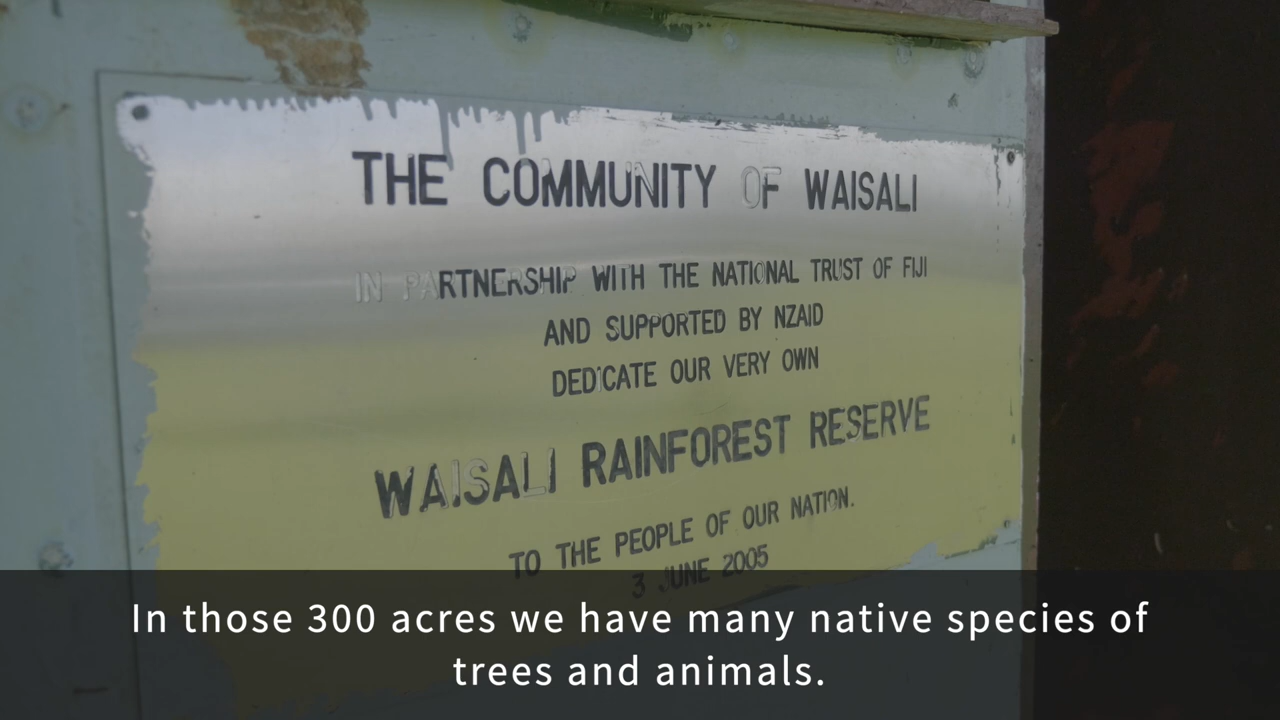 THE COMMUNITY OF WAISALI
IN PARTNERSHIP WITH THE NATIONAL TRUST OF FIJI
AND SUPPORTED BY NZAID
DEDICATE OUR VERY OWN
WAISALI RAINFOREST RESERVE
TO THE PEOPLE OF OUR NATION.
3 JUNE 2005
In those 300 acres we have many native species of
trees and animals.